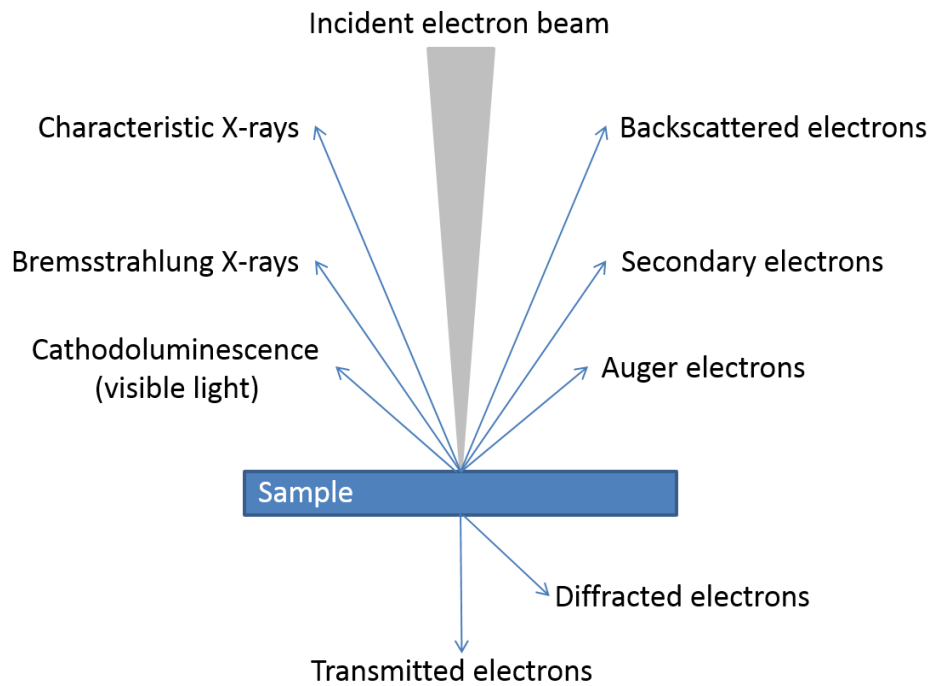 Incident electron beam
Characteristic X-rays
Backscattered electrons
Bremsstrahlung X-rays
Secondary electrons
Cathodoluminescence
(visible light)
Auger electrons
Sample
Diffracted electrons
Transmitted electrons